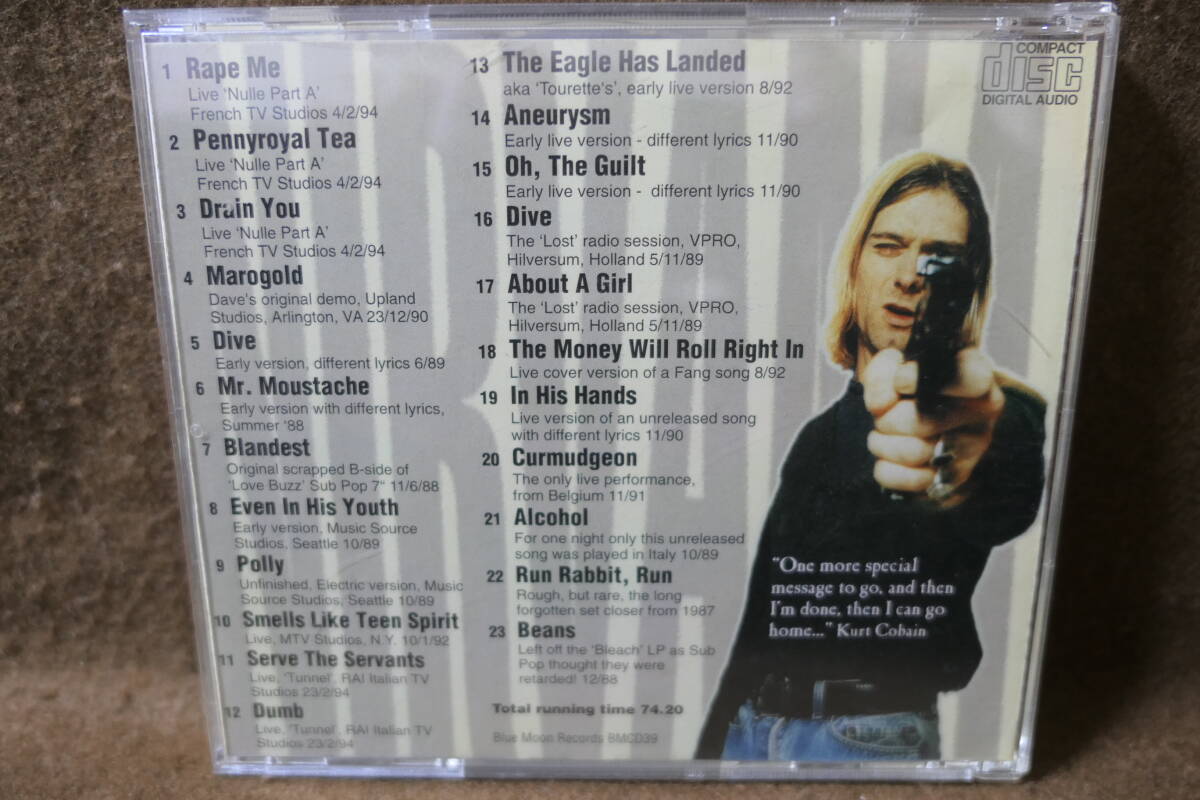 1 Rape Me
Live 'Nulle Part A'
French TV Studios 4/2/94
2 Pennyroyal Tea
Live 'Nulle Part A'
French TV Studios 4/2/94
3 Drain You
Live 'Nulle Part A'
French TV Studios 4/2/94
4 Marogold
Dave's original demo, Upland
Studios, Arlington, VA 23/12/90
5 Dive
Early version, different lyrics 6/89
6 Mr. Moustache
Early version with different lyrics,
Summer '88
7 Blandest
Original scrapped B-side of
'Love Buzz' Sub Pop 7" 11/6/88
8 Even In His Youth
Early version, Music Source
Studios, Seattle 10/89
9 Polly
Unfinished, Electric version, Music
Source Studios, Seattle 10/89
10 Smells Like Teen Spirit
Live, MTV Studios, N.Y. 10/1/92
11 Serve The Servants
Live, 'Tunnel', RAI Italian TV
Studios 23/2/94
12 Dumb
Live, 'Tunnel', RAI Italian TV
Studios 23/2/94
13 The Eagle Has Landed
aka 'Tourette's', early live version 8/92
14 Aneurysm
Early live version - different lyrics 11/90
15 Oh, The Guilt
Early live version - different lyrics 11/90
16 Dive
The 'Lost' radio session, VPRO,
Hilversum, Holland 5/11/89
17 About A Girl
The 'Lost' radio session, VPRO,
Hilversum, Holland 5/11/89
18 The Money Will Roll Right In
Live cover version of a Fang song 8/92
19 In His Hands
Live version of an unreleased song
with different lyrics 11/90
20 Curmudgeon
The only live performance,
from Belgium 11/91
21 Alcohol
For one night only this unreleased
song was played in Italy 10/89
22 Run Rabbit, Run
Rough, but rare, the long
forgotten set closer from 1987
23 Beans
Left off the 'Bleach' LP as Sub
Pop thought they were
retarded! 12/88
Total running time 74.20
Blue Moon Records BMCD39
COMPACT
disc
DIGITAL AUDIO
"One more special
message to go, and then
I'm done, then I can go
home..." Kurt Cobain